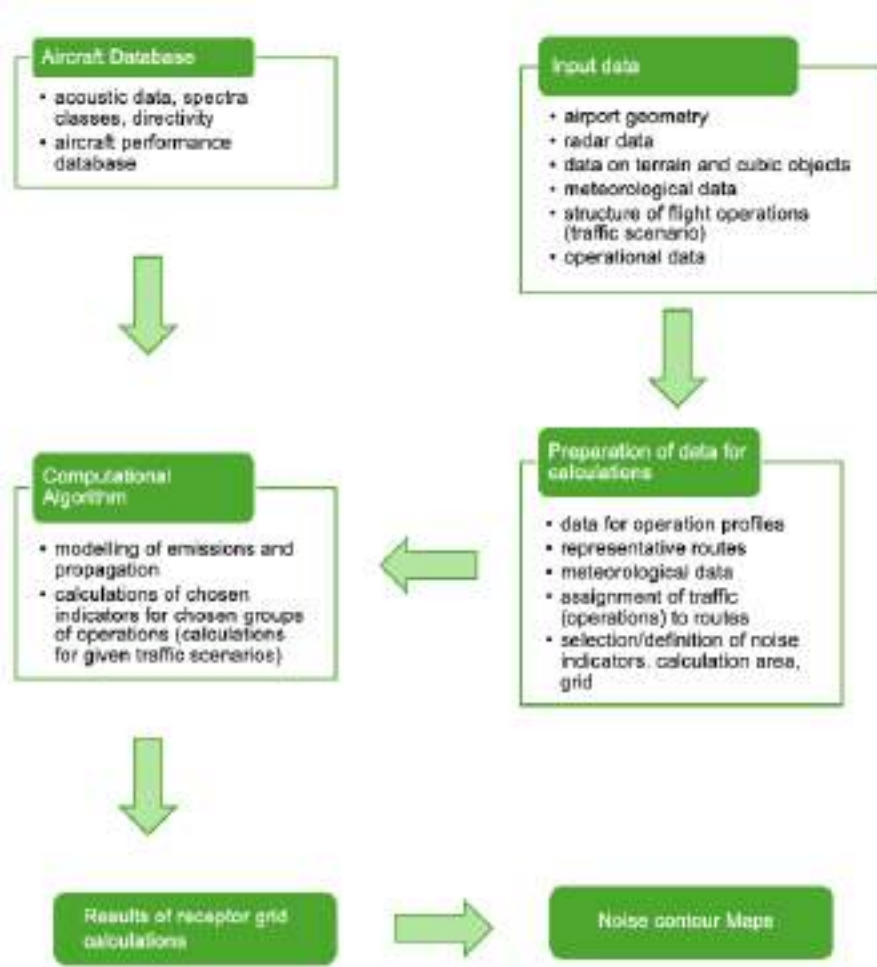 Aircraft Database
• acoustic data, spectra
classes, directivity
• aircraft performance
database
Input data
• airport geometry
• radar data
• data on terrain and cubic objects
• meteorological data
• structure of flight operations
(traffic scenario)
• operational data
Computational
Algorithm
• modelling of emissions and
propagation
• calculations of chosen
indicators for chosen groups
of operations (calculations
for given traffic scenarios)
Preparation of data for
calculations
• data for operation profiles
• representative routes
• meteorological data
• assignment of traffic
(operations) to routes
• selection/definition of noise
indicators. calculation area,
grid
Results of receptor grid
calculations
Noise contour Maps